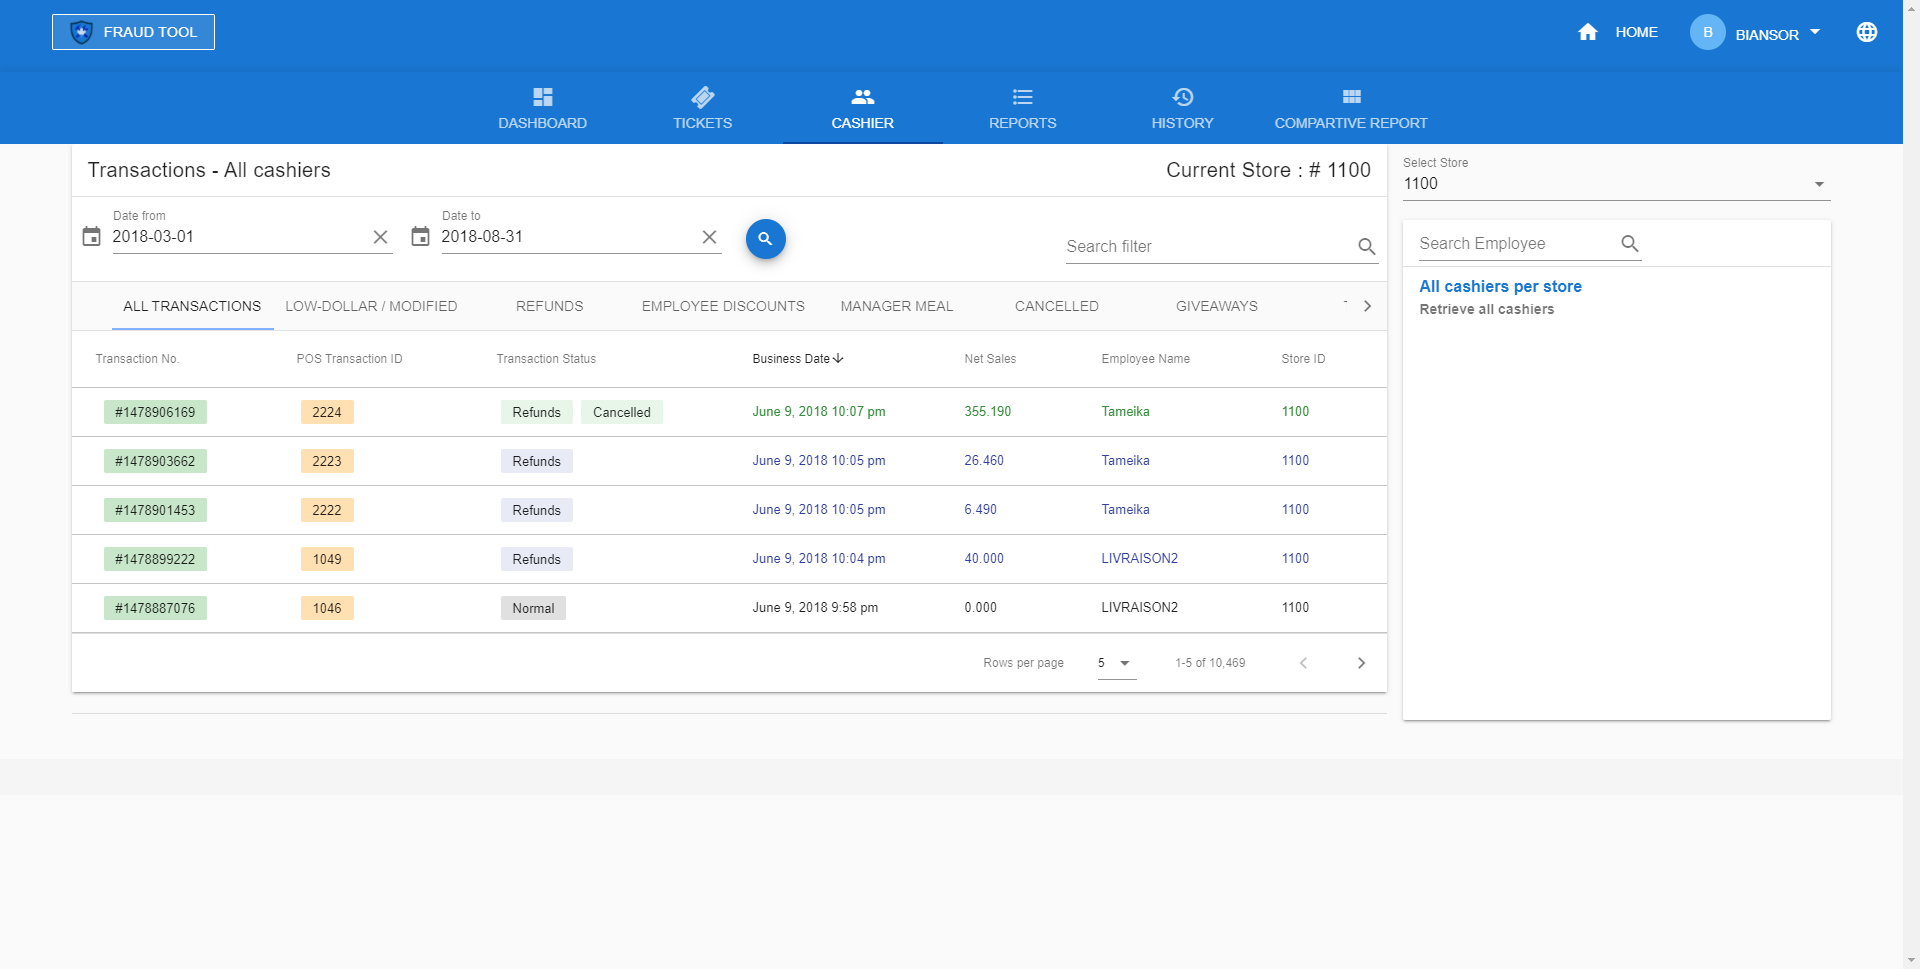 FRAUD TOOL
HOME
B
BIANSOR
DASHBOARD
TICKETS
CASHIER
REPORTS
HISTORY
COMPARTIVE REPORT
Transactions - All cashiers
Current Store : # 1100
Date from
2018-03-01
Date to
2018-08-31
Search filter
ALL TRANSACTIONS
LOW-DOLLAR / MODIFIED
REFUNDS
EMPLOYEE DISCOUNTS
MANAGER MEAL
CANCELLED
GIVEAWAYS
Transaction No. POS Transaction ID Transaction Status Business Date Net Sales Employee Name Store ID
#1478906169 2224 Refunds Cancelled June 9, 2018 10:07 pm 355.190 Tameika 1100
#1478903662 2223 Refunds June 9, 2018 10:05 pm 26.460 Tameika 1100
#1478901453 2222 Refunds June 9, 2018 10:05 pm 6.490 Tameika 1100
#1478899222 1049 Refunds June 9, 2018 10:04 pm 40.000 LIVRAISON2 1100
#1478887076 1046 Normal June 9, 2018 9:58 pm 0.000 LIVRAISON2 1100
Rows per page 5 1-5 of 10,469
Select Store
1100
Search Employee
All cashiers per store
Retrieve all cashiers